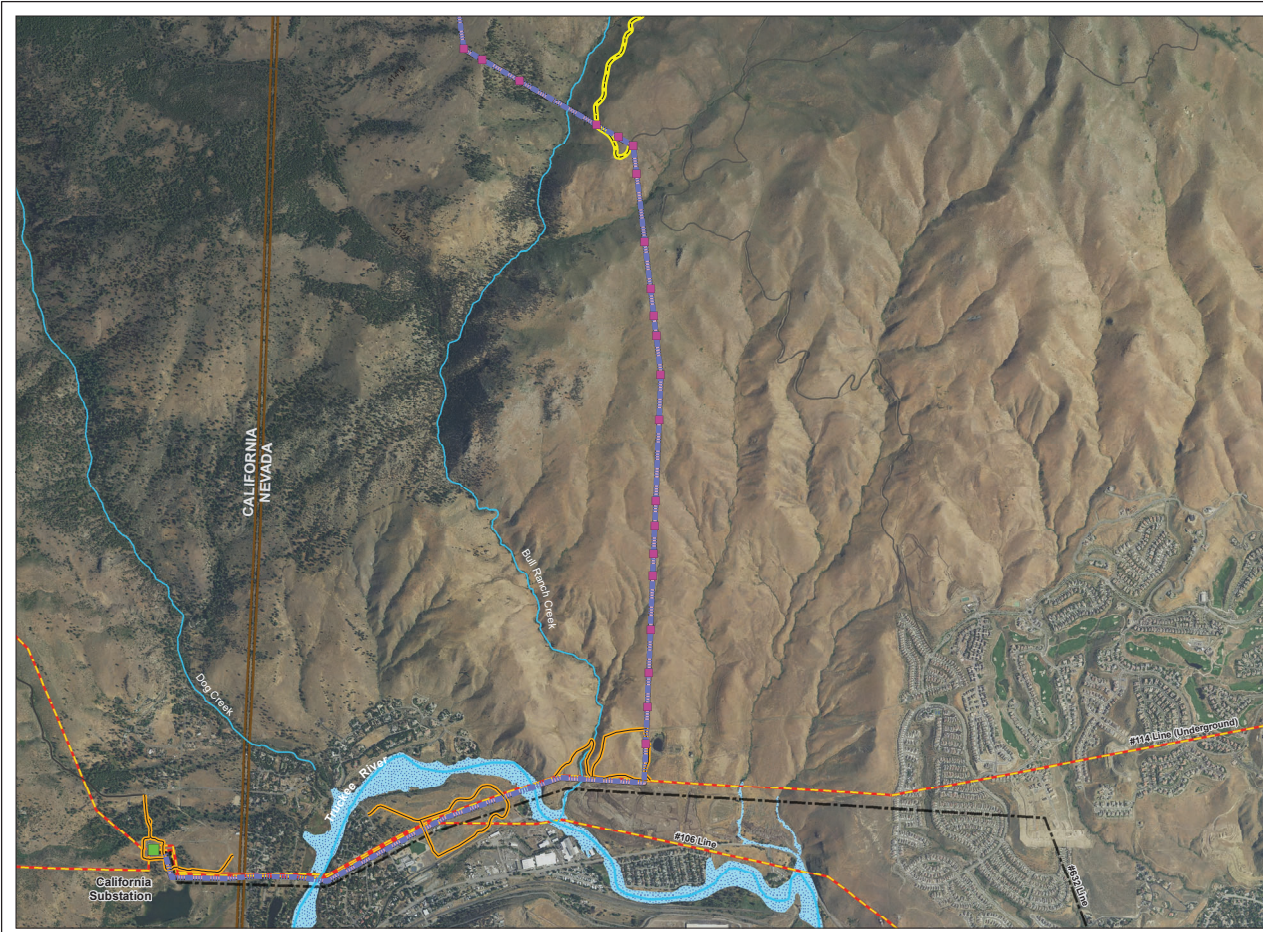 CALIFORNIA
NEVADA
Bull Ranch Creek
Dog Creek
Truckee River
#114 Line (Underground)
#106 Line
#632 Line
California
Substation